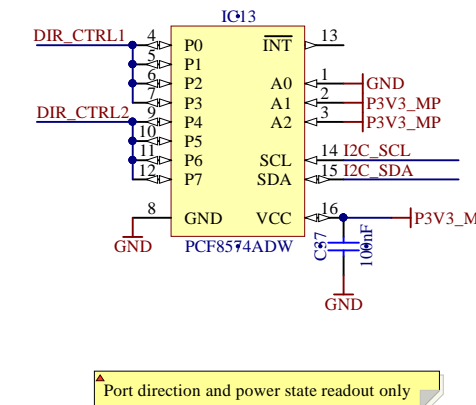 IC13
DIR_CTRL1
4 P0 INT 13
5 P1
6 P2 A0 1 GND
7 P3 A1 2 P3V3_MP
DIR_CTRL2 9 P4 A2 3 P3V3_MP
10 P5
11 P6 SCL 14 I2C_SCL
12 P7 SDA 15 I2C_SDA
8 GND VCC 16 P3V3_M
GND PCF8574ADW C37 100nF
GND
Port direction and power state readout only